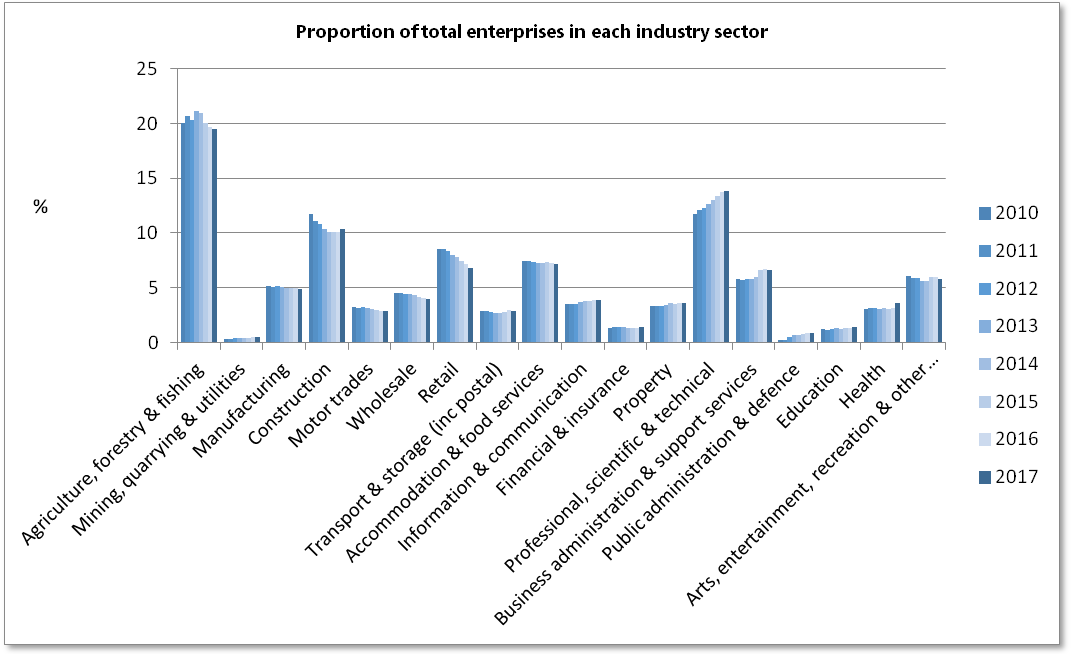 Proportion of total enterprises in each industry sector
25
20
15
10
5
0
%
Agriculture, forestry & fishing
Mining, quarrying & utilities
Manufacturing
Construction
Motor trades
Wholesale
Retail
Transport & storage (inc postal)
Accommodation & food services
Information & communication
Financial & insurance
Property
Professional, scientific & technical
Business administration & support services
Public administration & defence
Education
Health
Arts, entertainment, recreation & other...
2010
2011
2012
2013
2014
2015
2016
2017